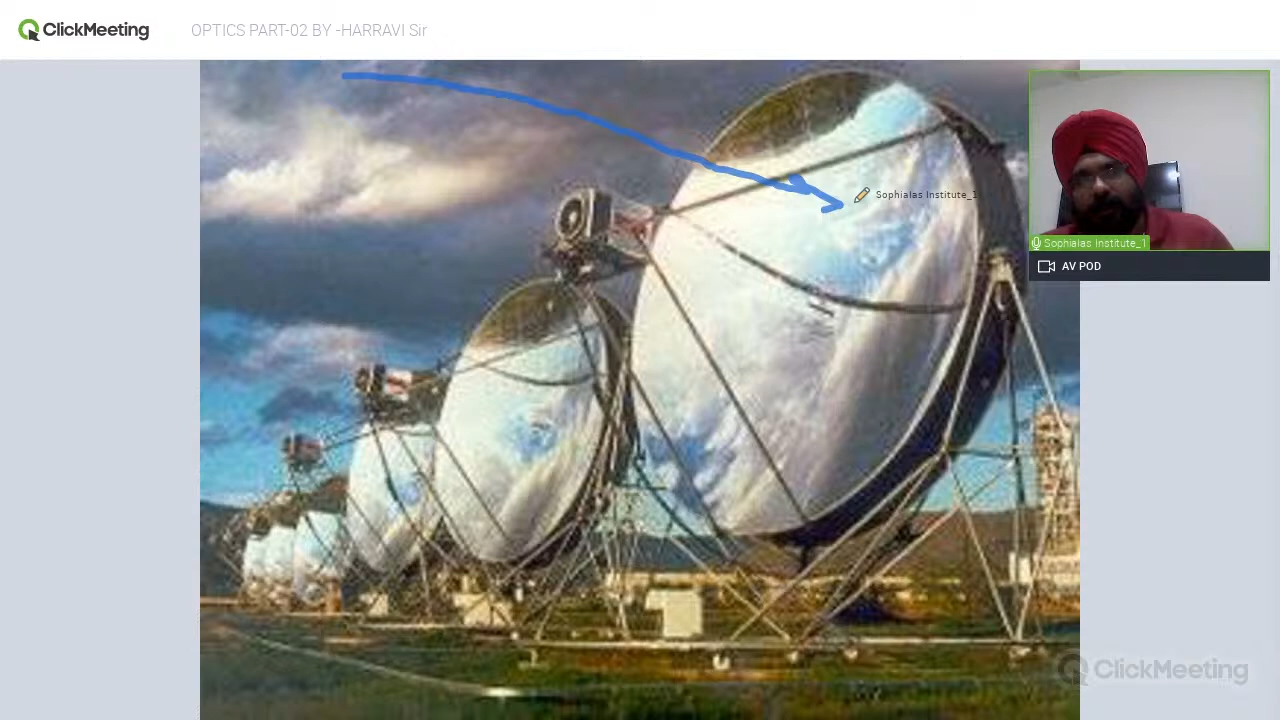 ClickMeeting
OPTICS PART-02 BY -HARRAVI Sir
Sophialas Institute_1
Sophialas Institute_1
AV POD
ClickMeeting